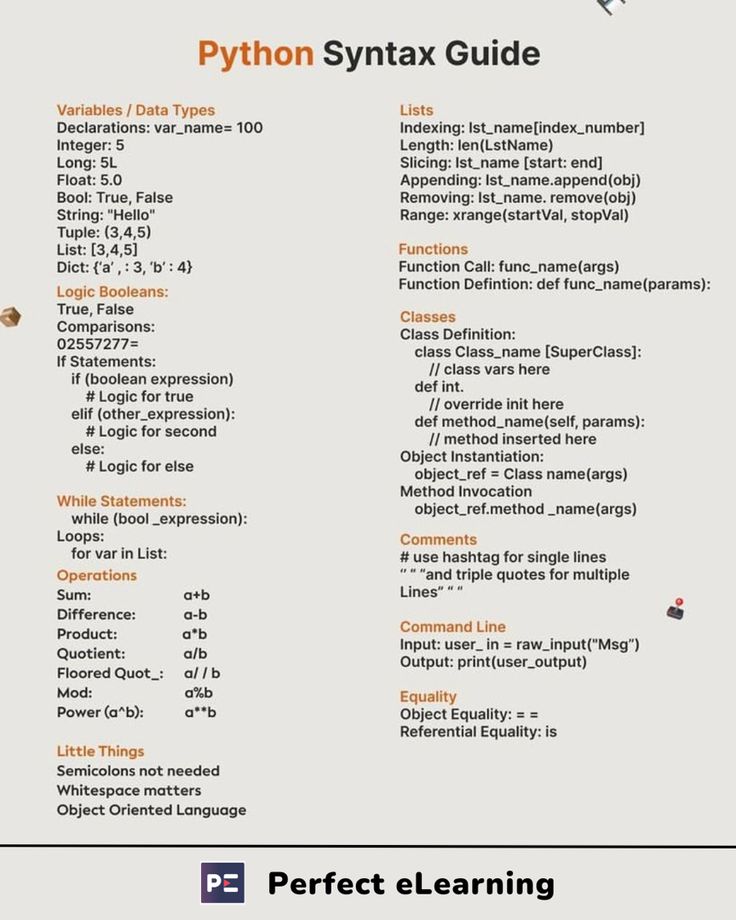 Python Syntax Guide
Variables / Data Types
Declarations: var_name= 100
Integer: 5
Long: 5L
Float: 5.0
Bool: True, False
String: "Hello"
Tuple: (3,4,5)
List: [3,4,5]
Dict: {‘a’ , : 3, ‘b’ : 4}
Logic Booleans:
True, False
Comparisons:
02557277=
If Statements:
if (boolean expression)
# Logic for true
elif (other_expression):
# Logic for second
else:
# Logic for else
While Statements:
while (bool _expression):
Loops:
for var in List:
Operations
Sum: a+b
Difference: a-b
Product: a*b
Quotient: a/b
Floored Quot_: a/ / b
Mod: a%b
Power (a^b): a**b
Little Things
Semicolons not needed
Whitespace matters
Object Oriented Language
Lists
Indexing: lst_name[index_number]
Length: len(LstName)
Slicing: lst_name [start: end]
Appending: lst_name.append(obj)
Removing: lst_name. remove(obj)
Range: xrange(startVal, stopVal)
Functions
Function Call: func_name(args)
Function Defintion: def func_name(params):
Classes
Class Definition:
class Class_name [SuperClass]:
// class vars here
def int.
// override init here
def method_name(self, params):
// method inserted here
Object Instantiation:
object_ref = Class name(args)
Method Invocation
object_ref.method _name(args)
Comments
# use hashtag for single lines
“ “ “and triple quotes for multiple
Lines” “ “
Command Line
Input: user_ in = raw_input("Msg”)
Output: print(user_output)
Equality
Object Equality: = =
Referential Equality: is
PE Perfect eLearning